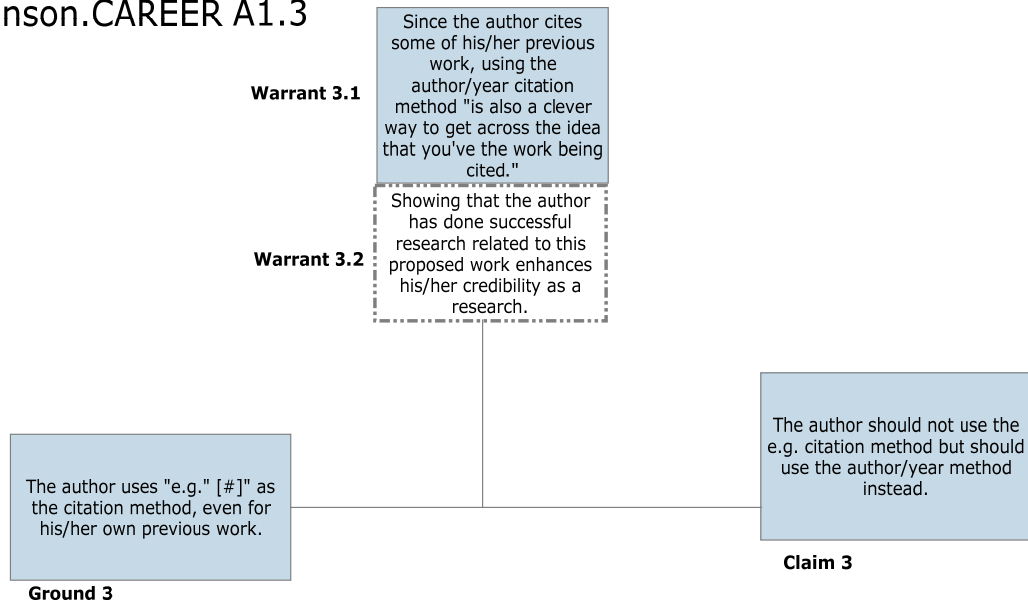 nson.CAREER A1.3
Since the author cites
some of his/her previous
work, using the
author/year citation
method "is also a clever
way to get across the idea
that you've the work being
cited."
Warrant 3.1
Showing that the author
has done successful
research related to this
proposed work enhances
his/her credibility as a
research.
Warrant 3.2
The author uses "e.g." [#]" as
the citation method, even for
his/her own previous work.
Ground 3
The author should not use the
e.g. citation method but should
use the author/year method
instead.
Claim 3